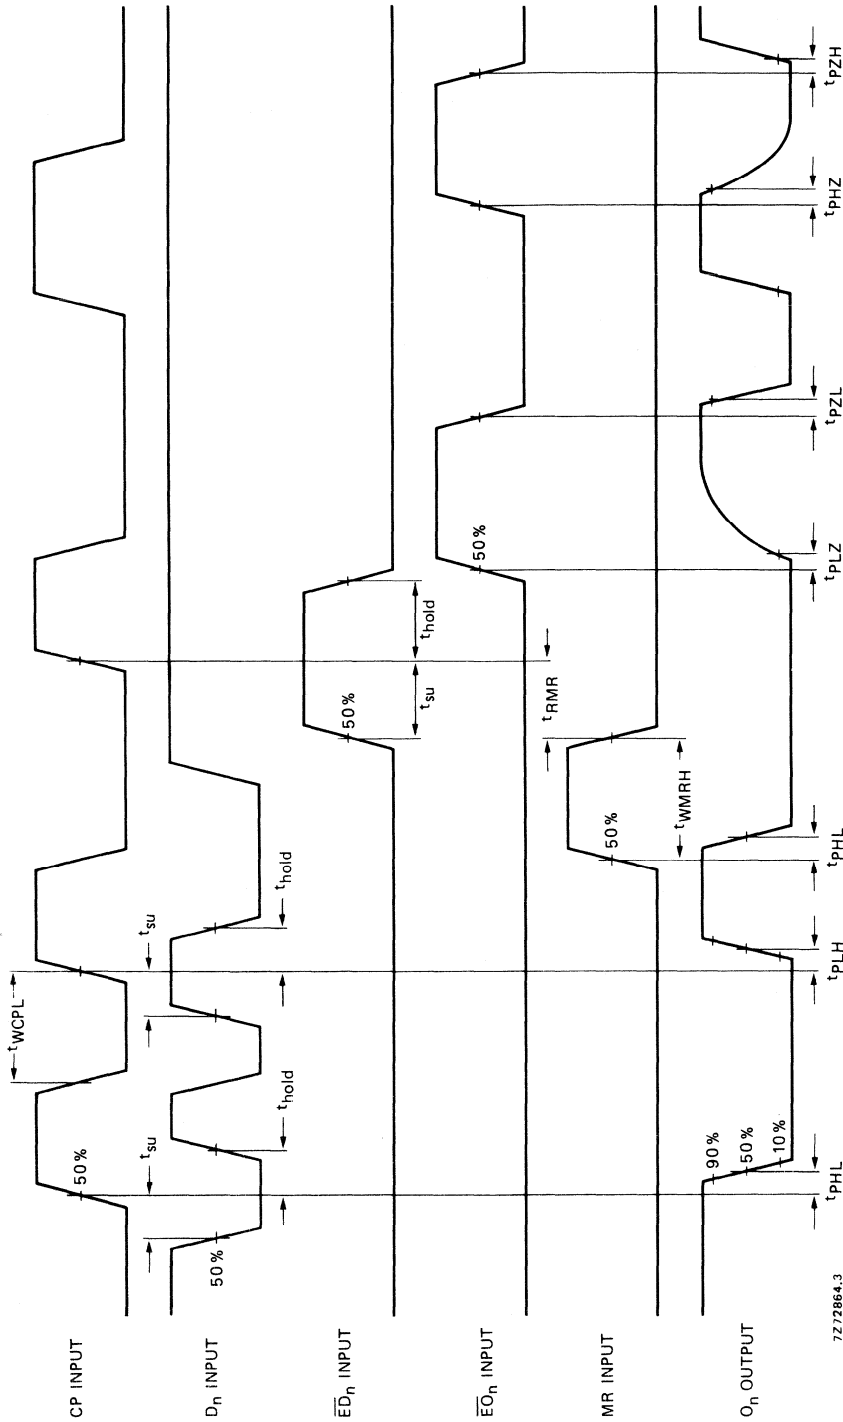 CP INPUT
50%
tWCPL
Dn INPUT
50%
tsu
thold
tsu
thold
EDn INPUT
50%
tsu
thold
EOn INPUT
50%
tRMR
MR INPUT
50%
tWMRH
On OUTPUT
90%
50%
10%
tPHL
tPLH
tPHL
tPLZ
tPZL
tPHZ
tPZH
7Z72864.3